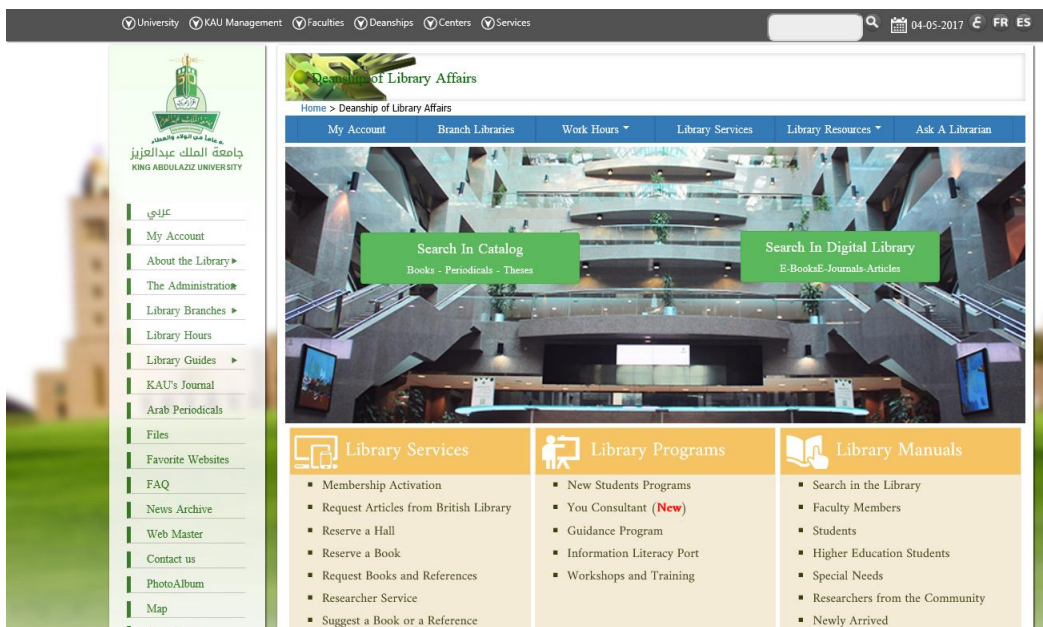 University KAU Management Faculties Deanships Centers Services
04-05-2017 ع FR ES
جامعة الملك عبدالعزيز
KING ABDULAZIZ UNIVERSITY
عربي
My Account
About the Library
The Administration
Library Branches
Library Hours
Library Guides
KAU's Journal
Arab Periodicals
Files
Favorite Websites
FAQ
News Archive
Web Master
Contact us
PhotoAlbum
Map
Deanship of Library Affairs
Home > Deanship of Library Affairs
My Account Branch Libraries Work Hours Library Services Library Resources Ask A Librarian
Search In Catalog
Books - Periodicals - Theses
Search In Digital Library
E-BooksE-Journals-Articles
Library Services
Membership Activation
Request Articles from British Library
Reserve a Hall
Reserve a Book
Request Books and References
Researcher Service
Suggest a Book or a Reference
Library Programs
New Students Programs
You Consultant (New)
Guidance Program
Information Literacy Port
Workshops and Training
Library Manuals
Search in the Library
Faculty Members
Students
Higher Education Students
Special Needs
Researchers from the Community
Newly Arrived